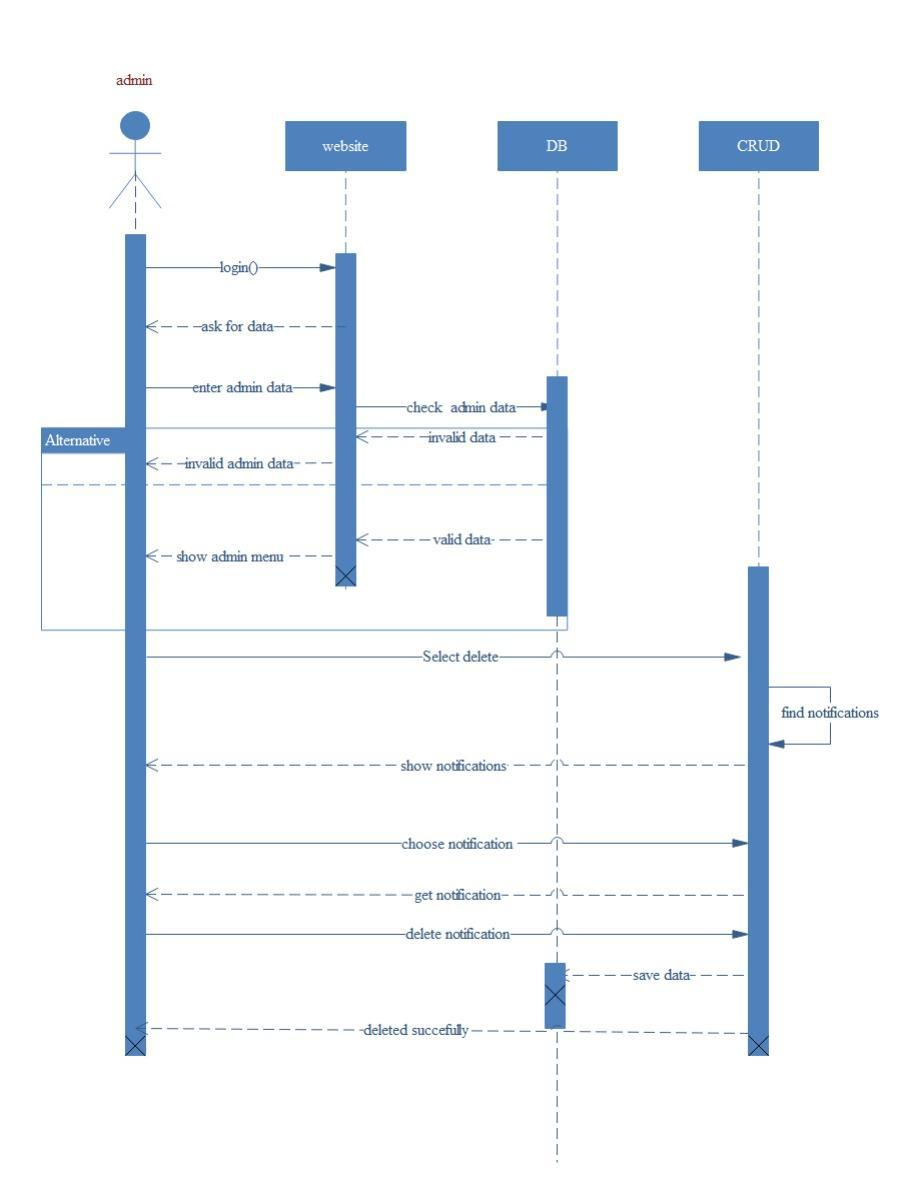 admin
website
DB
CRUD
login()
ask for data
enter admin data
check admin data
Alternative
invalid data
invalid admin data
valid data
show admin menu
Select delete
find notifications
show notifications
choose notification
get notification
delete notification
save data
deleted succefully